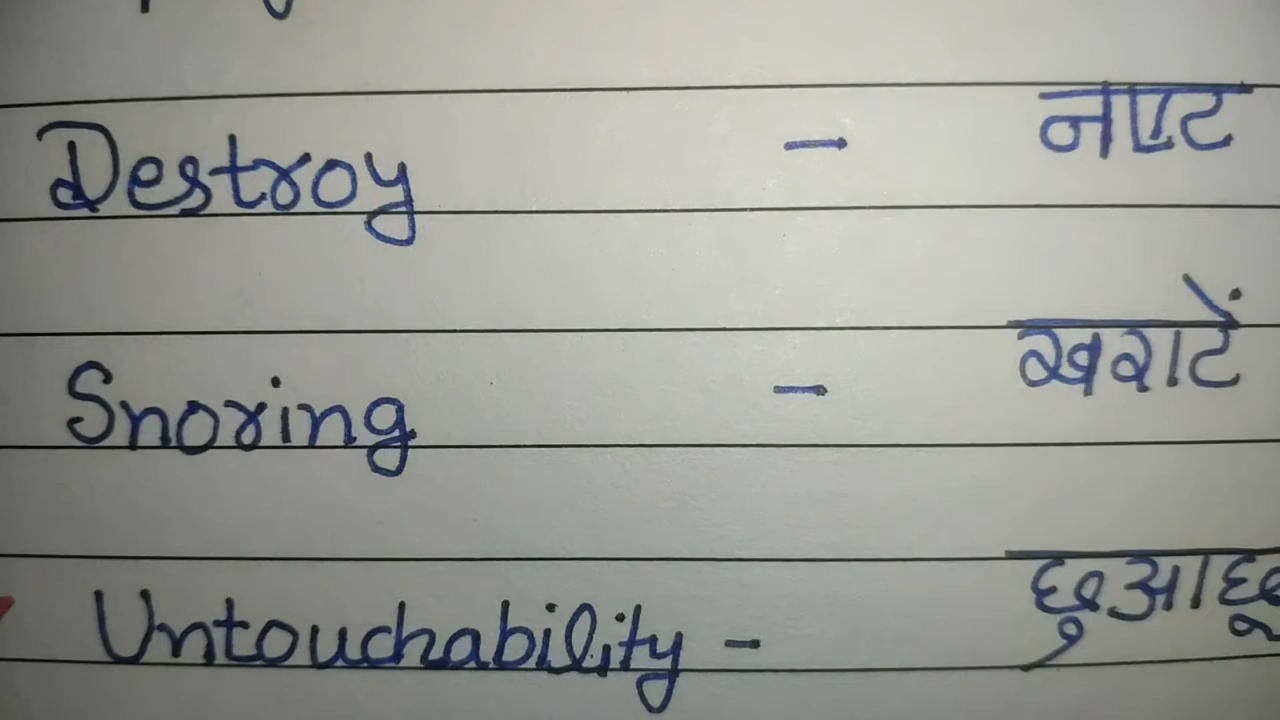 Destroy - नष्ट
Snoring - खराटें
Untouchability - छुआछू